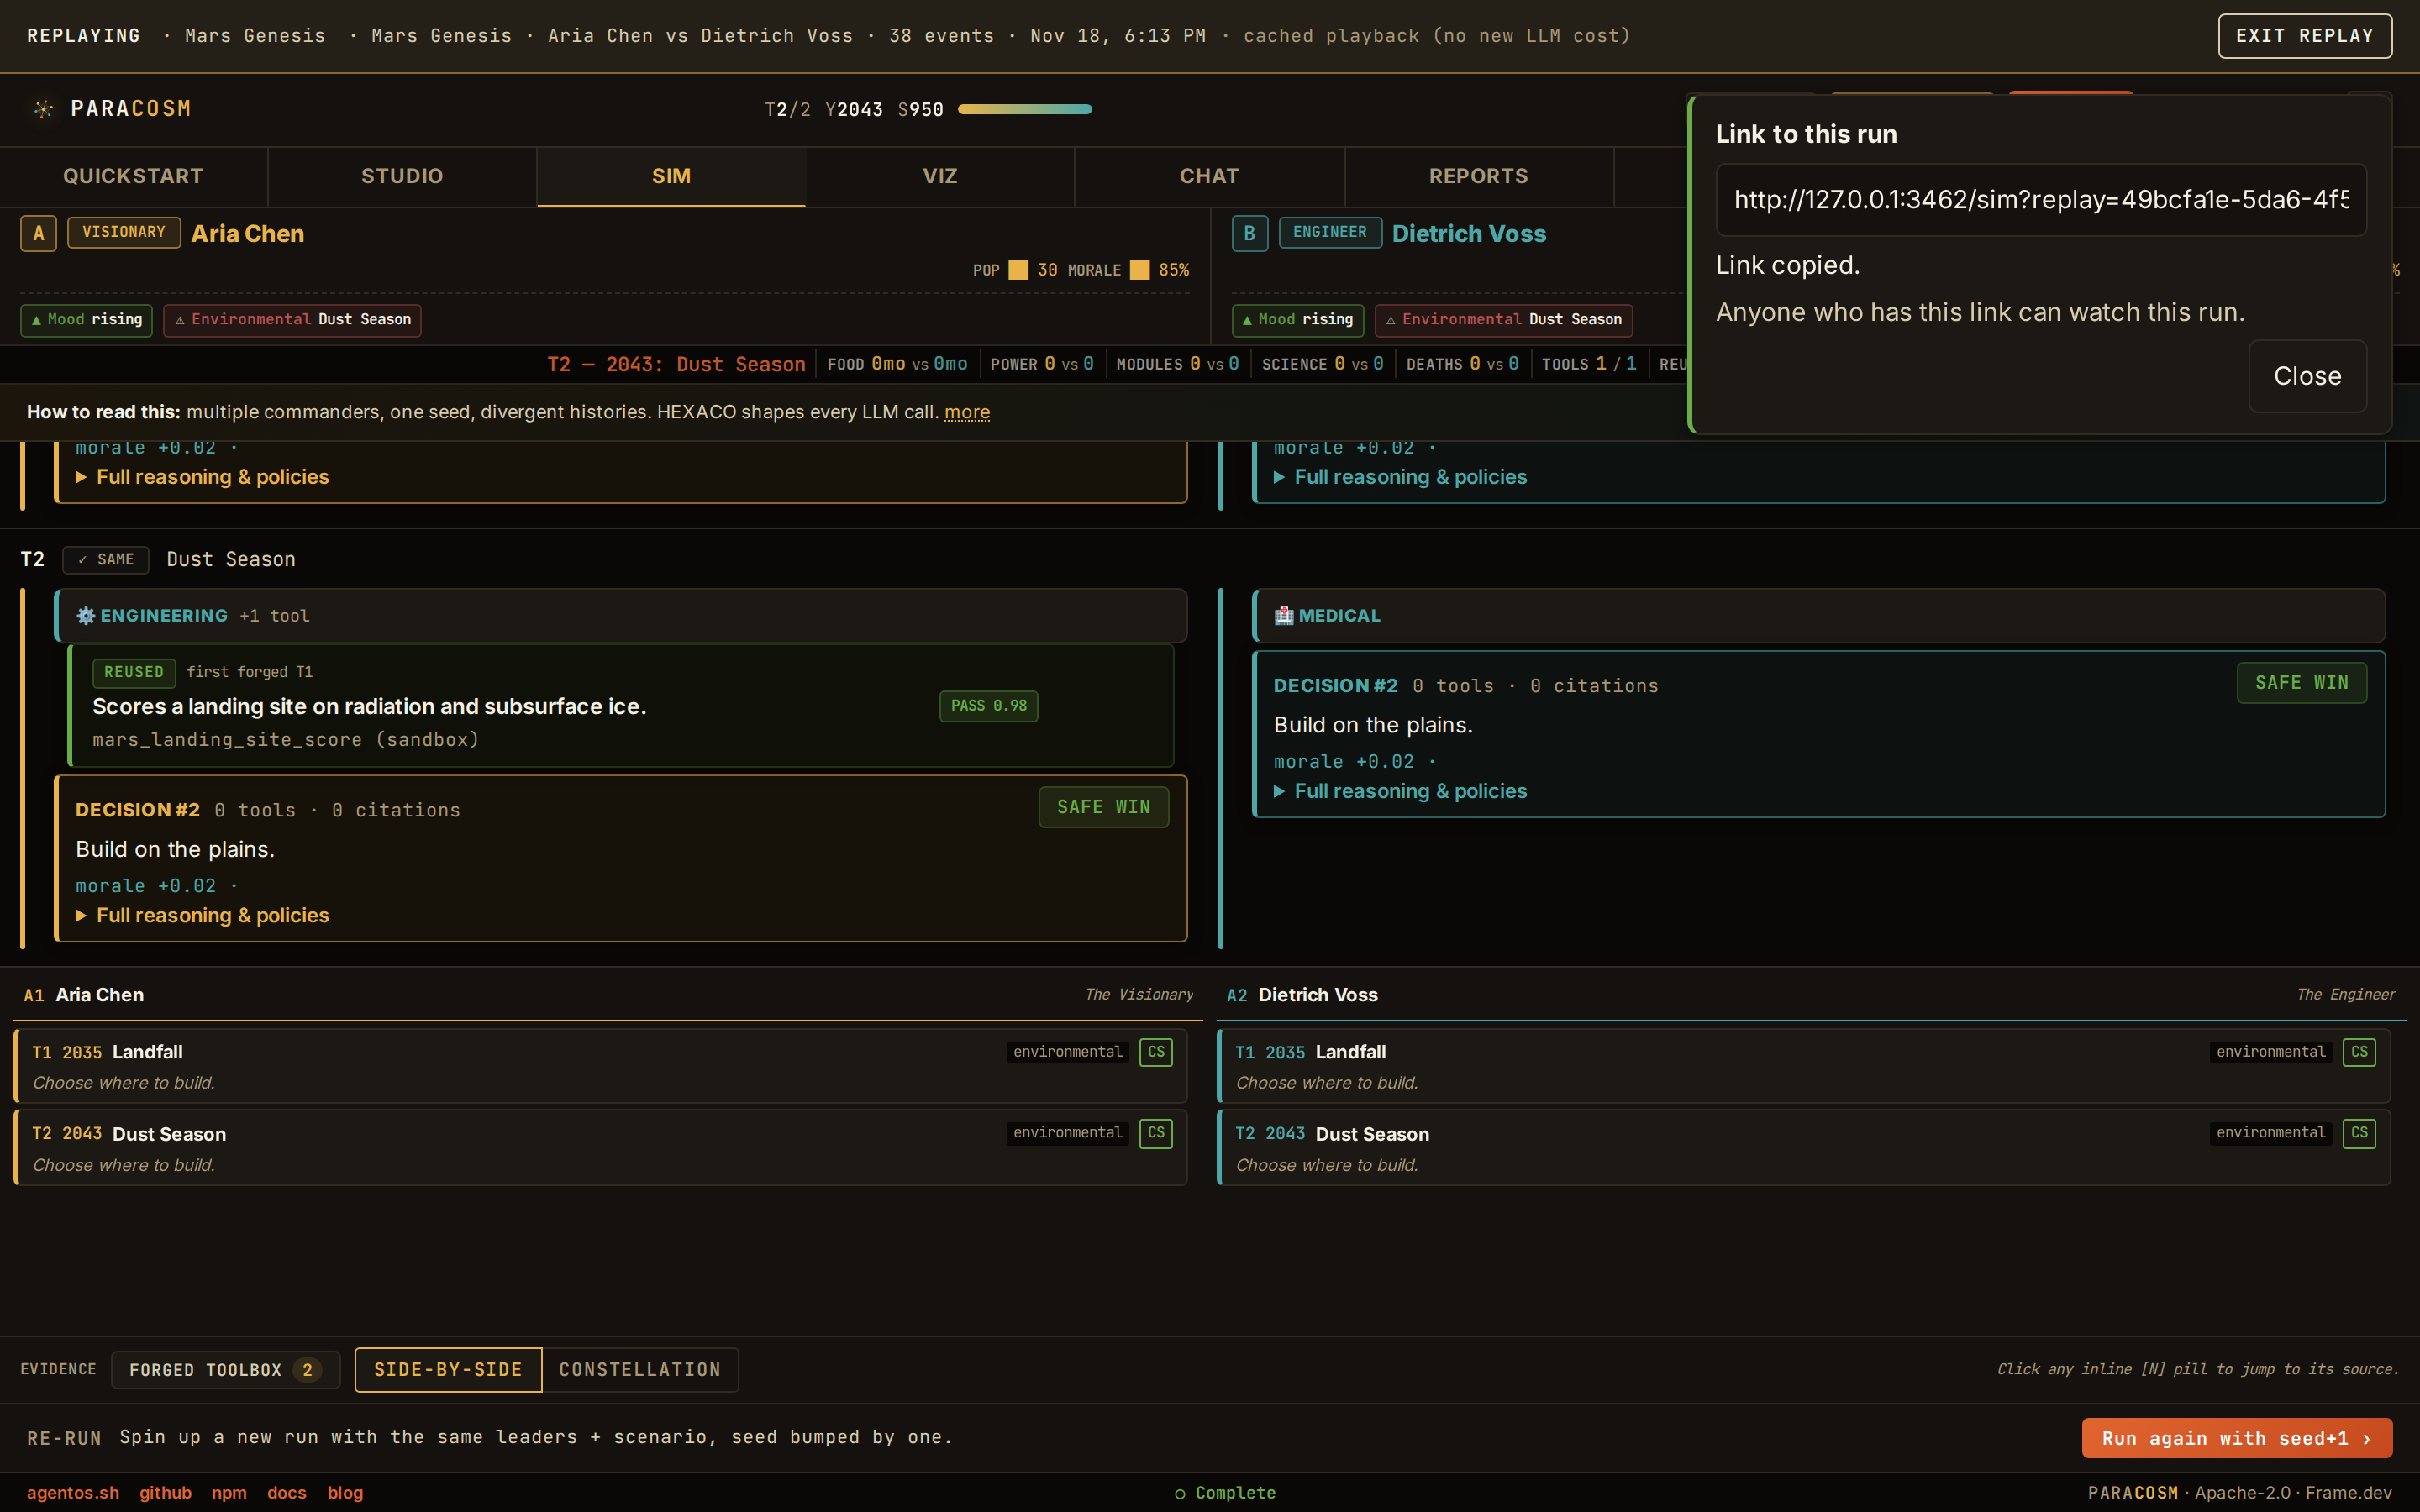 REPLAYING · Mars Genesis · Mars Genesis · Aria Chen vs Dietrich Voss · 38 events · Nov 18, 6:13 PM · cached playback (no new LLM cost)
EXIT REPLAY
PARACOSM
T2/2 Y2043 S950
QUICKSTART
STUDIO
SIM
VIZ
CHAT
REPORTS
Link to this run
http://127.0.0.1:3462/sim?replay=49bcfa1e-5da6-4f5
Link copied.
Anyone who has this link can watch this run.
Close
A VISIONARY Aria Chen
POP 30 MORALE 85%
▲ Mood rising ⚠ Environmental Dust Season
B ENGINEER Dietrich Voss
%
▲ Mood rising ⚠ Environmental Dust Season
T2 — 2043: Dust Season FOOD 0mo vs 0mo POWER 0 vs 0 MODULES 0 vs 0 SCIENCE 0 vs 0 DEATHS 0 vs 0 TOOLS 1 / 1 REU
How to read this: multiple commanders, one seed, divergent histories. HEXACO shapes every LLM call. more
morale +0.02 ·
▶ Full reasoning & policies
morale +0.02 ·
▶ Full reasoning & policies
T2 ✓ SAME Dust Season
ENGINEERING +1 tool
REUSED first forged T1
Scores a landing site on radiation and subsurface ice.
PASS 0.98
mars_landing_site_score (sandbox)
DECISION #2 0 tools · 0 citations
SAFE WIN
Build on the plains.
morale +0.02 ·
▶ Full reasoning & policies
MEDICAL
DECISION #2 0 tools · 0 citations
SAFE WIN
Build on the plains.
morale +0.02 ·
▶ Full reasoning & policies
A1 Aria Chen The Visionary
T1 2035 Landfall environmental CS
Choose where to build.
T2 2043 Dust Season environmental CS
Choose where to build.
A2 Dietrich Voss The Engineer
T1 2035 Landfall environmental CS
Choose where to build.
T2 2043 Dust Season environmental CS
Choose where to build.
EVIDENCE FORGED TOOLBOX 2 SIDE-BY-SIDE CONSTELLATION
Click any inline [N] pill to jump to its source.
RE-RUN Spin up a new run with the same leaders + scenario, seed bumped by one.
Run again with seed+1 ›
agentos.sh github npm docs blog
○ Complete
PARACOSM · Apache-2.0 · Frame.dev